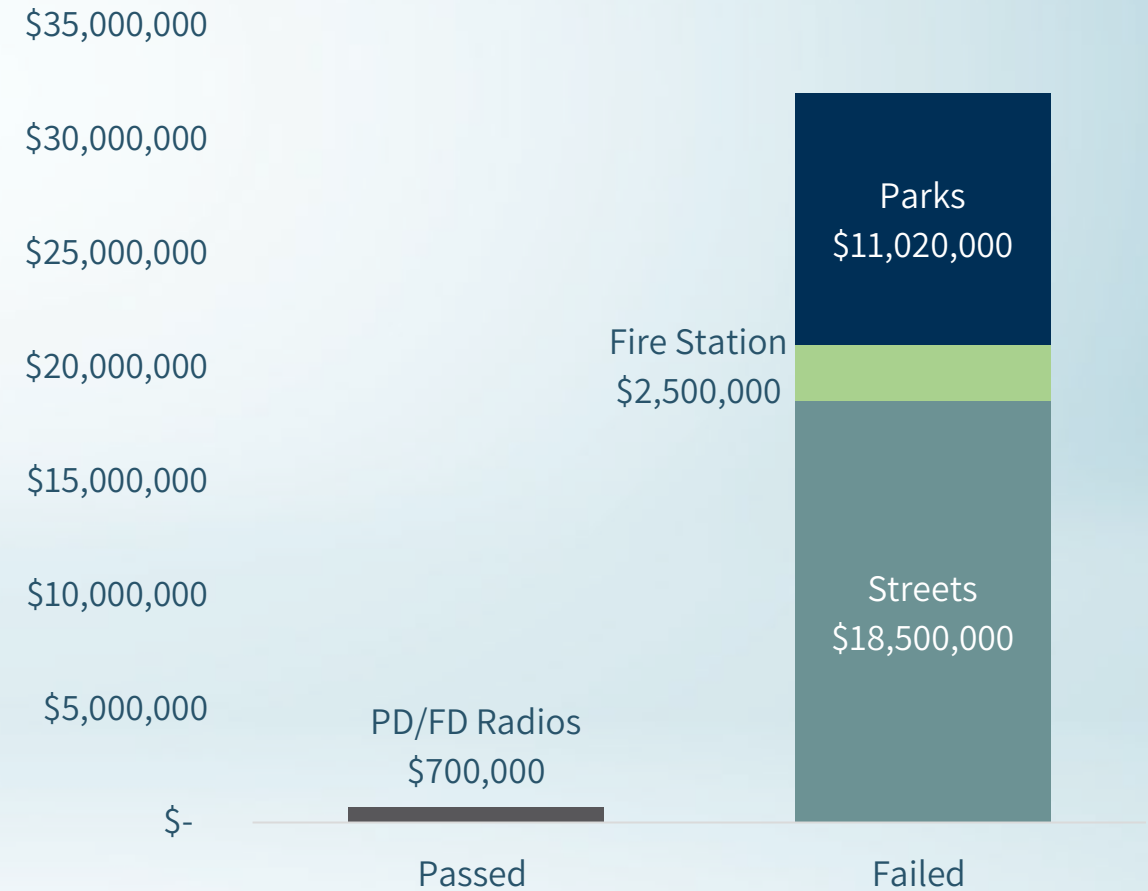 $35,000,000
$30,000,000
$25,000,000
$20,000,000
$15,000,000
$10,000,000
$5,000,000
$-
PD/FD Radios
$700,000
Passed
Fire Station
$2,500,000
Parks
$11,020,000
Streets
$18,500,000
Failed